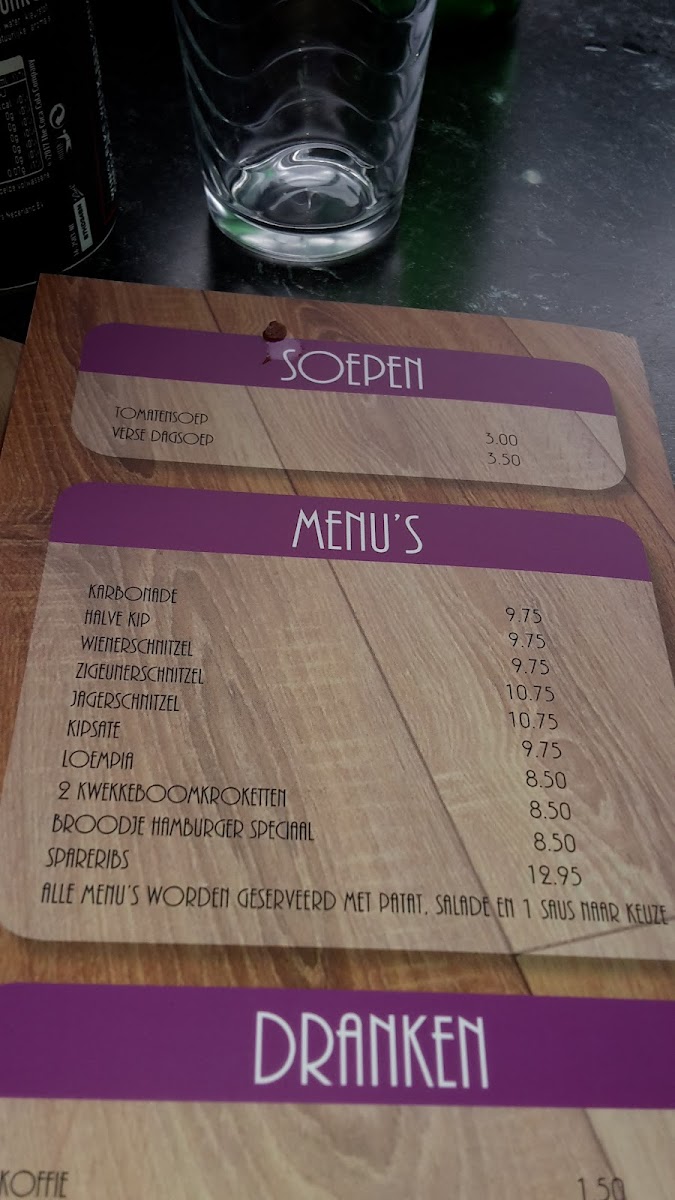 SOEPEN
TOMATENSOEP 3.00
VERSE DAGSOEP 3.50
MENU'S
KARBONADE 9.75
HALVE KIP 9.75
WIENERSCHNITZEL 9.75
ZIGEUNERSCHNITZEL 10.75
JAGERSCHNITZEL 10.75
KIPSATE 9.75
LOEMPIA 8.50
2 KWEKKEBOOMKROKETTEN 8.50
BROODJE HAMBURGER SPECIAAL 8.50
SPARERIBS 12.95
ALLE MENU'S WORDEN GESERVEERD MET PATAT, SALADE EN 1 SAUS NAAR KEUZE
DRANKEN
KOFFIE 1.50